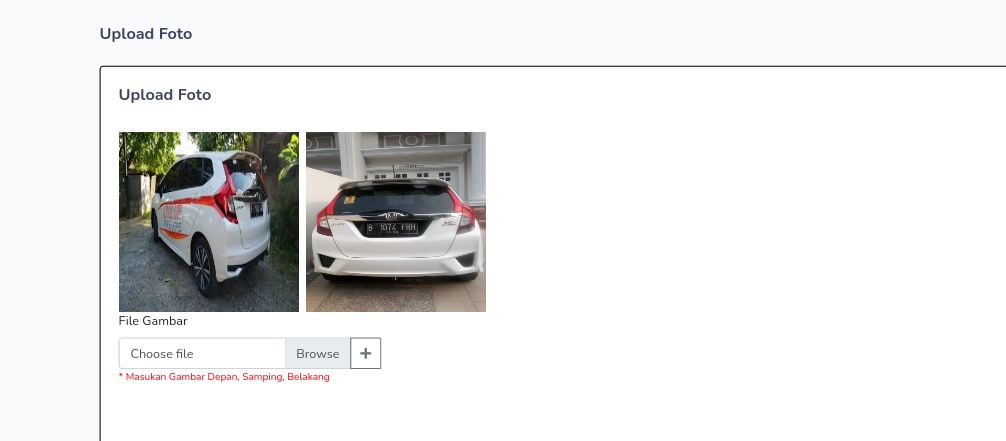 Upload Foto
Upload Foto
B 1074 FRH
File Gambar
Choose file
Browse
+
* Masukan Gambar Depan, Samping, Belakang